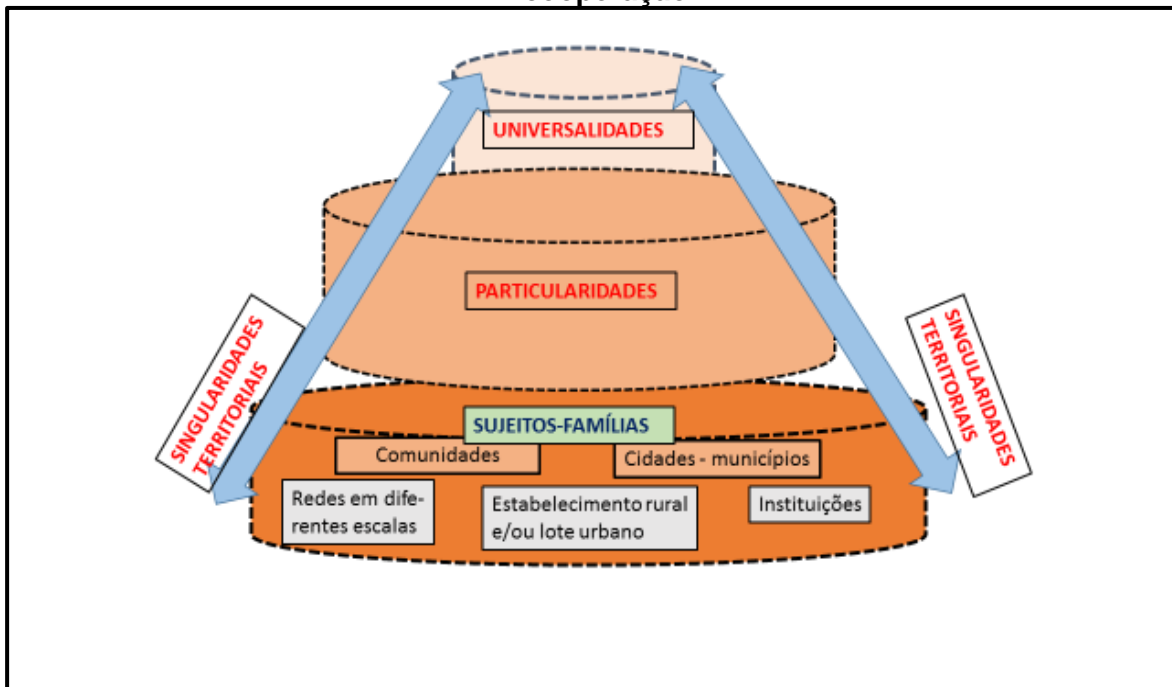 UNIVERSALIDADES
PARTICULARIDADES
SINGULARIDADES
TERRITORIAIS
SINGULARIDADES
TERRITORIAIS
SUJEITOS-FAMÍLIAS
Comunidades
Cidades - municípios
Redes em dife-
rentes escalas
Estabelecimento rural
e/ou lote urbano
Instituições